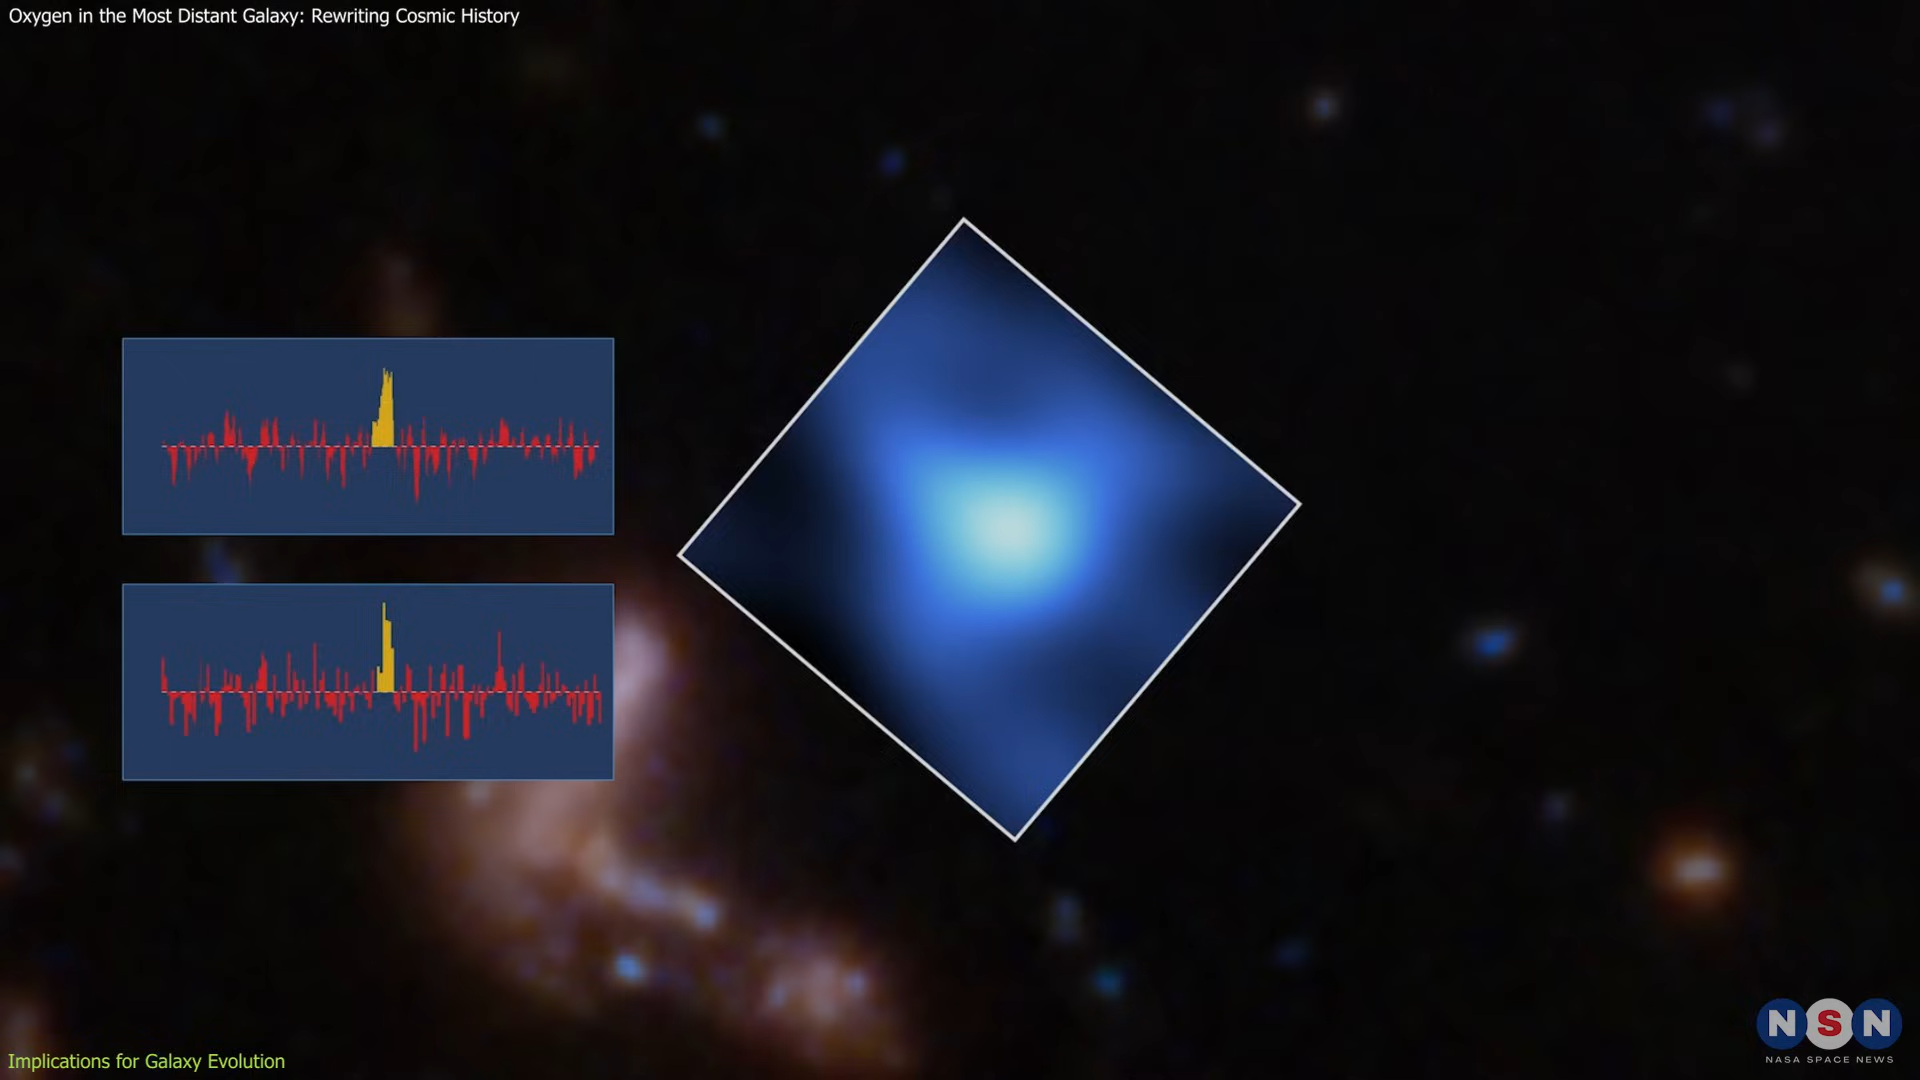 Oxygen in the Most Distant Galaxy: Rewriting Cosmic History
Implications for Galaxy Evolution
NSN
NASA SPACE NEWS